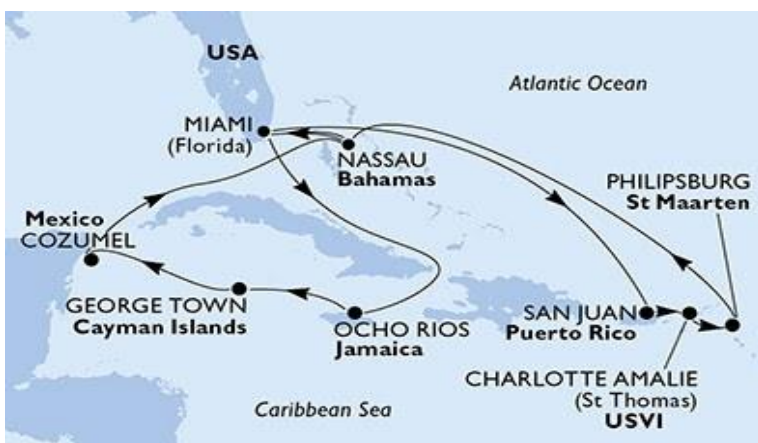 USA
Atlantic Ocean
MIAMI
(Florida)
NASSAU
Bahamas
PHILIPSBURG
St Maarten
Mexico
COZUMEL
GEORGE TOWN
Cayman Islands
OCHO RIOS
Jamaica
SAN JUAN
Puerto Rico
CHARLOTTE AMALIE
(St Thomas)
USVI
Caribbean Sea